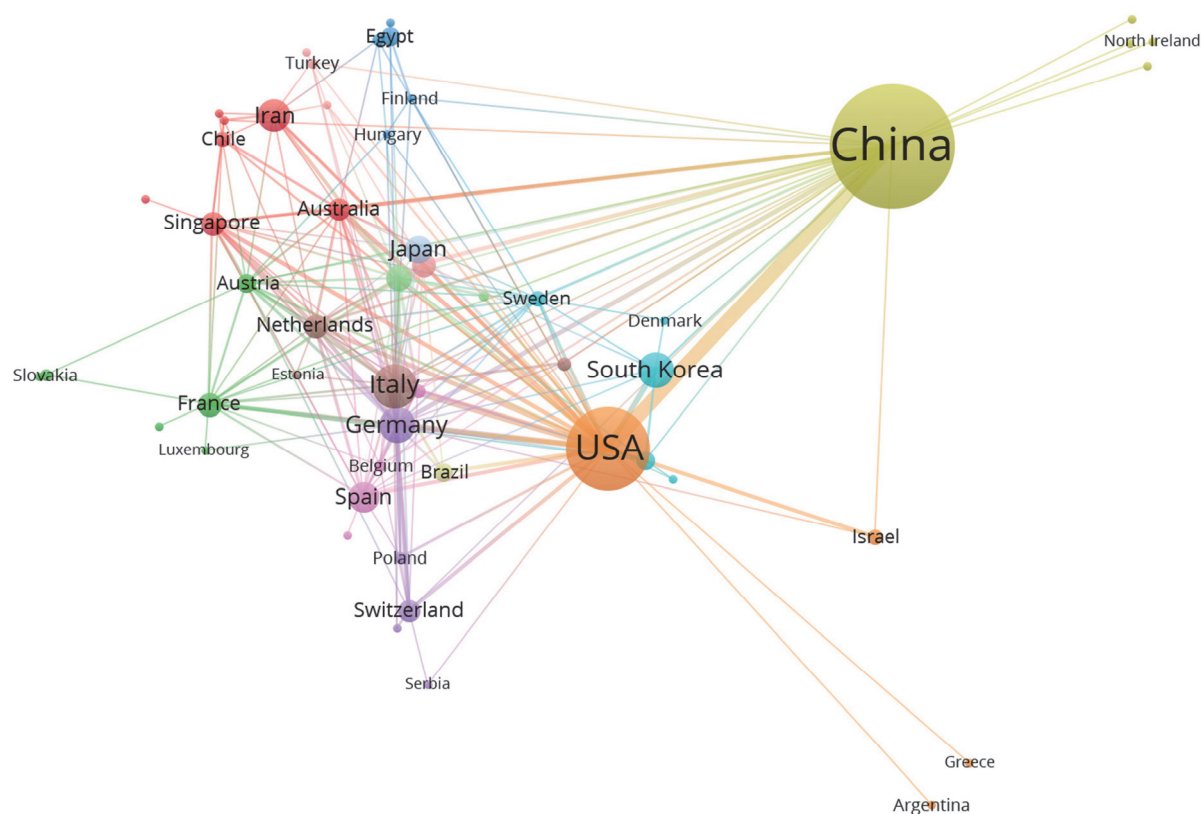 Egypt
North Ireland
Turkey
Finland
Iran
Hungary
Chile
China
Australia
Singapore
Japan
Austria
Sweden
Netherlands
Denmark
Slovakia
Estonia
South Korea
Italy
France
Germany
Luxembourg
USA
Belgium
Brazil
Spain
Israel
Poland
Switzerland
Serbia
Greece
Argentina